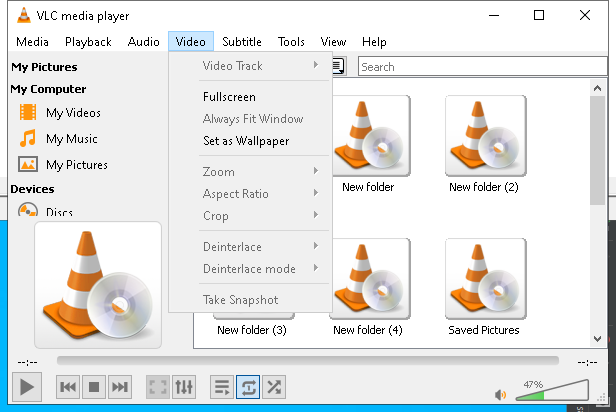 VLC media player
Media Playback Audio Video Subtitle Tools View Help
My Pictures
My Computer
My Videos
My Music
My Pictures
Devices
Discs
Video Track
Fullscreen
Always Fit Window
Set as Wallpaper
Zoom
Aspect Ratio
Crop
Deinterlace
Deinterlace mode
Take Snapshot
Search
New folder
New folder (2)
New folder (3)
New folder (4)
Saved Pictures
--:--
--:--
47%